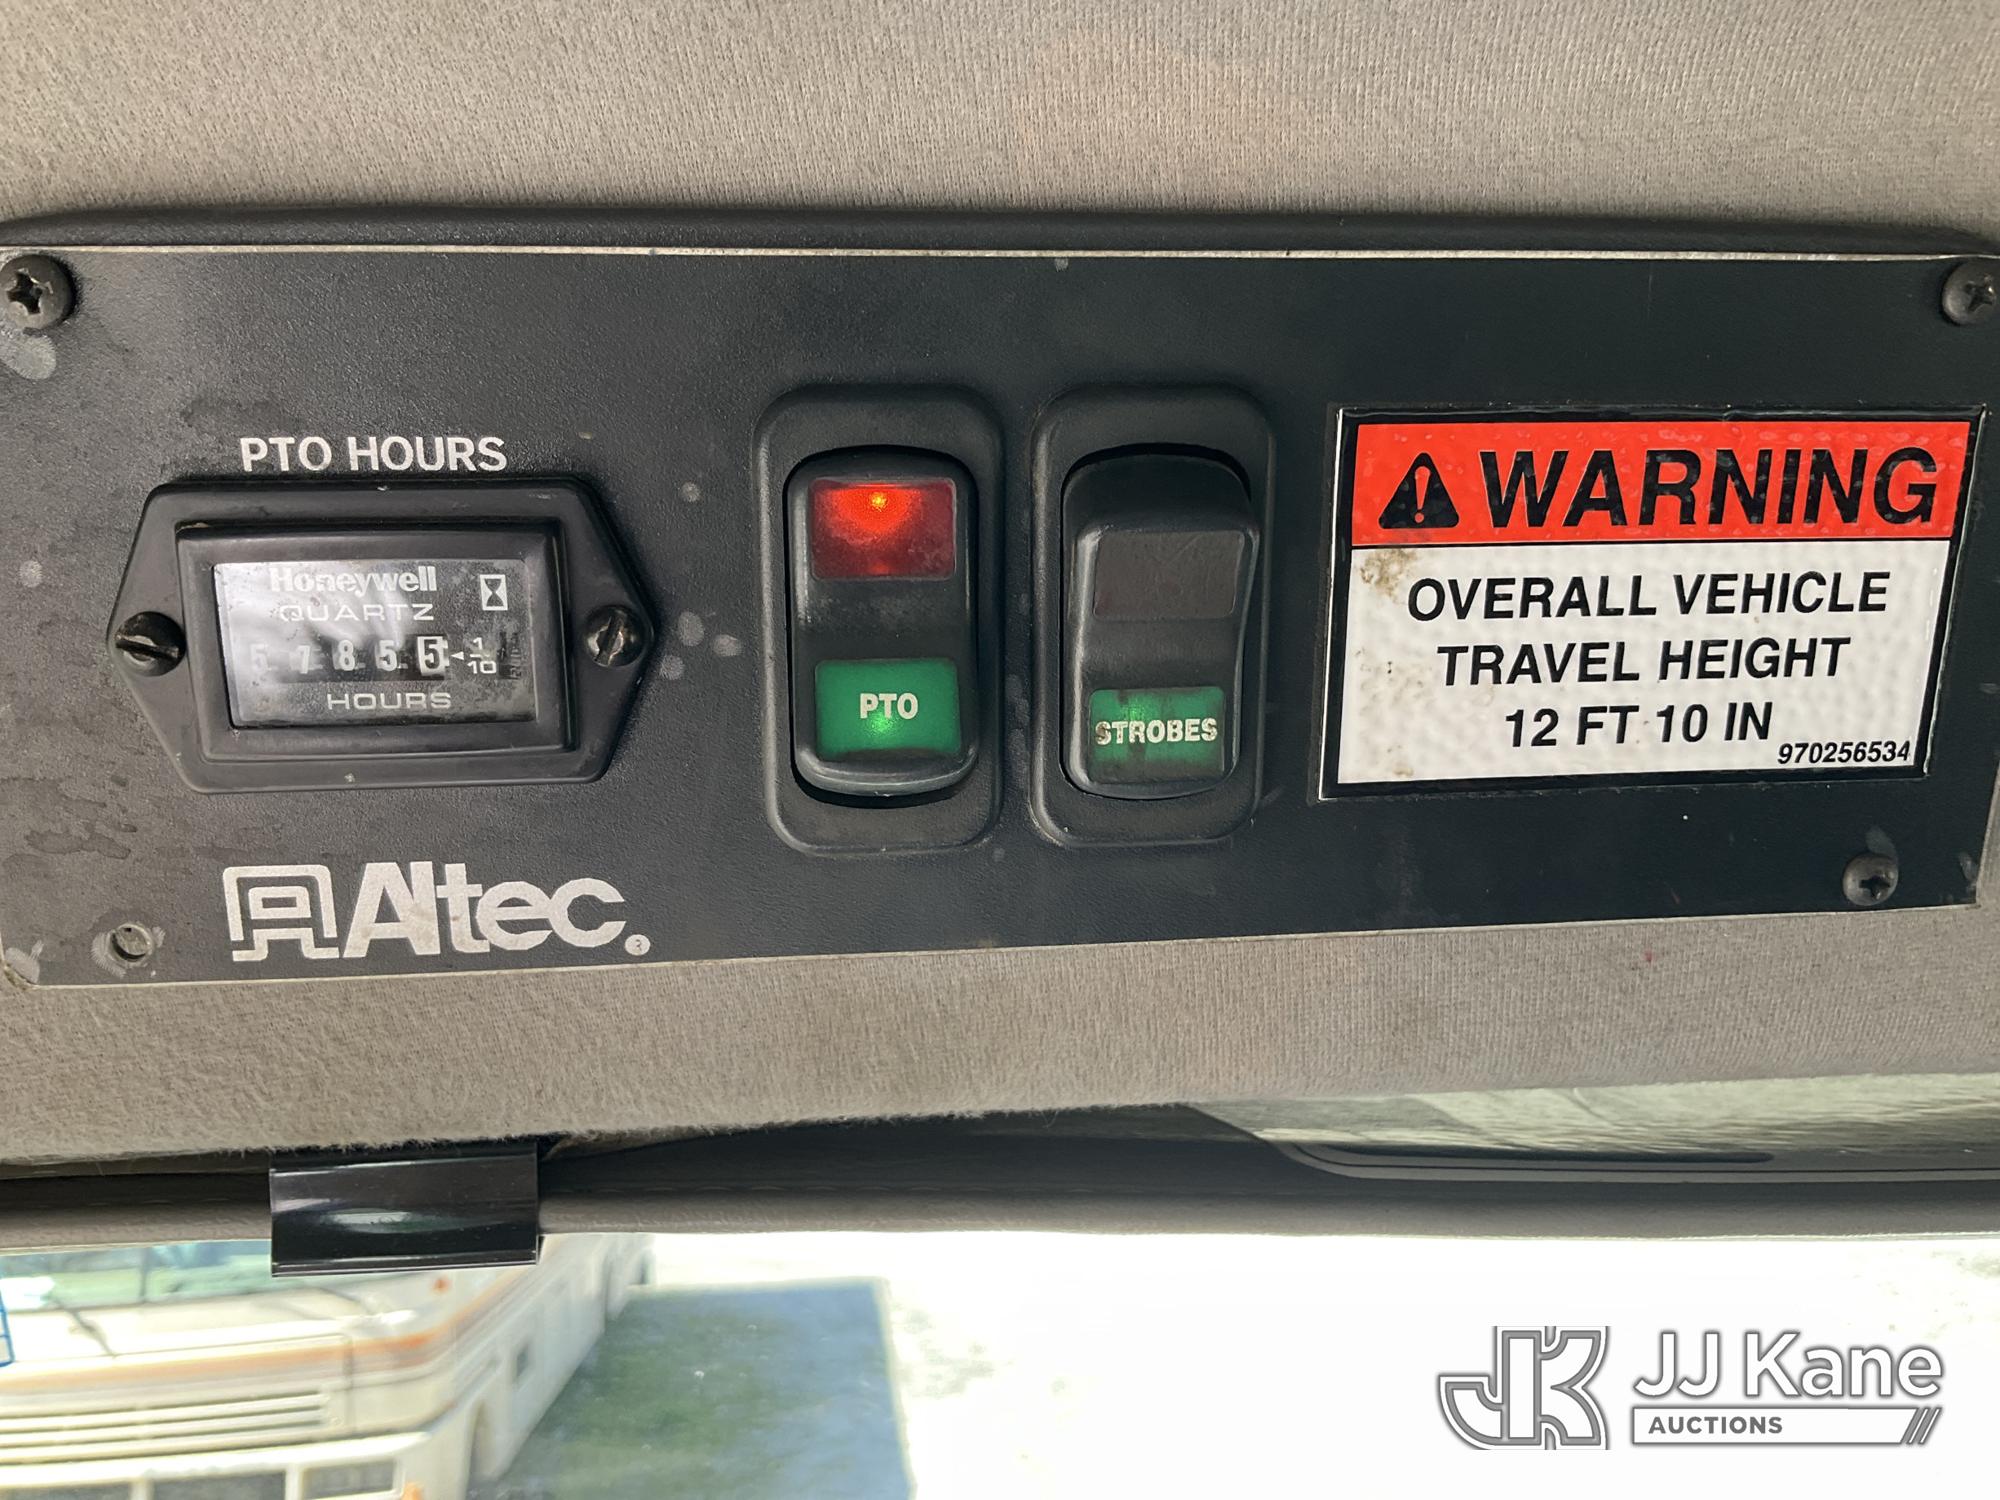 PTO HOURS
Honeywell
QUARTZ
5 7 8 5 5 1/10
HOURS
Altec®
PTO
STROBES
WARNING
OVERALL VEHICLE
TRAVEL HEIGHT
12 FT 10 IN
970256534
JK JJ Kane
AUCTIONS